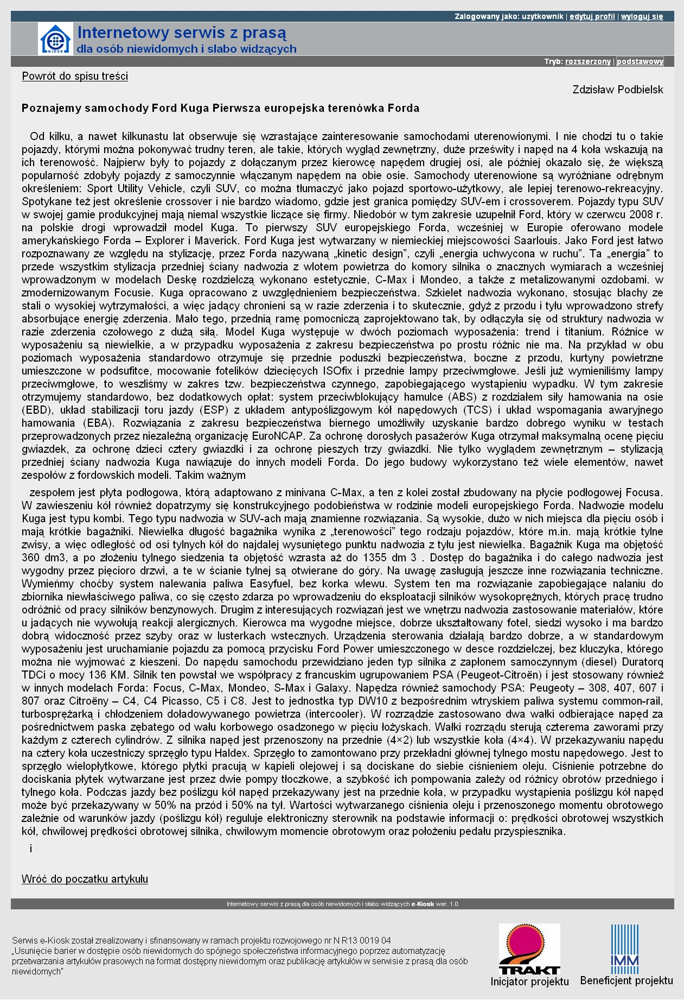 Zalogowany jako: uzytkownik | edytuj profil | wyloguj się
Internetowy serwis z prasą
dla osób niewidomych i slabo widzących
KIOSK
Tryb: rozszerzony | podstawowy
Powrót do spisu treści
Zdzisław Podbielsk
Poznajemy samochody Ford Kuga Pierwsza europejska terenówka Forda
Od kilku, a nawet kilkunastu lat obserwuje się wzrastające zainteresowanie samochodami uterenowionymi. I nie chodzi tu o takie
pojazdy, którymi można pokonywać trudny teren, ale takie, których wygląd zewnętrzny, duże prześwity i napęd na 4 koła wskazują na
ich terenowość. Najpierw były to pojazdy z dołączanym przez kierowcę napędem drugiej osi, ale później okazało się, że większą
popularność zdobyły pojazdy z samoczynnie włączanym napędem na obie osie. Samochody uterenowione są wyróżniane odrębnym
określeniem: Sport Utility Vehicle, czyli SUV, co można tłumaczyć jako pojazd sportowo-użytkowy, ale lepiej terenowo-rekreacyjny.
Spotykane też jest określenie crossover i nie bardzo wiadomo, gdzie jest granica pomiędzy SUV-em i crossoverem. Pojazdy typu SUV
w swojej gamie produkcyjnej mają niemal wszystkie liczące się firmy. Niedobór w tym zakresie uzupełnił Ford, który w czerwcu 2008 r.
na polskie drogi wprowadził model Kuga. To pierwszy SUV europejskiego Forda, wcześniej w Europie oferowano modele
amerykańskiego Forda – Explorer i Maverick. Ford Kuga jest wytwarzany w niemieckiej miejscowości Saarlouis. Jako Ford jest łatwo
rozpoznawany ze względu na stylizację, przez Forda nazywaną „kinetic design”, czyli „energia uchwycona w ruchu”. Ta „energia” to
przede wszystkim stylizacja przedniej ściany nadwozia z wlotem powietrza do komory silnika o znacznych wymiarach a wcześniej
wprowadzonym w modelach Deskę rozdzielczą wykonano estetycznie, C-Max i Mondeo, a także z metalizowanymi ozdobami. w
zmodernizowanym Focusie. Kuga opracowano z uwzględnieniem bezpieczeństwa. Szkielet nadwozia wykonano, stosując blachy ze
stali o wysokiej wytrzymałości, a więc jadący chronieni są w razie zderzenia i to skutecznie, gdyż z przodu i tyłu wprowadzono strefy
absorbujące energię zderzenia. Mało tego, przednią ramę pomocniczą zaprojektowano tak, by odłączyła się od struktury nadwozia w
razie zderzenia czołowego z dużą siłą. Model Kuga występuje w dwóch poziomach wyposażenia: trend i titanium. Różnice w
wyposażeniu są niewielkie, a w przypadku wyposażenia z zakresu bezpieczeństwa po prostu różnic nie ma. Na przykład w obu
poziomach wyposażenia standardowo otrzymuje się przednie poduszki bezpieczeństwa, boczne z przodu, kurtyny powietrzne
umieszczone w podsufitce, mocowanie fotelików dziecięcych ISOfix i przednie lampy przeciwmgłowe. Jeśli już wymieniliśmy lampy
przeciwmgłowe, to weszliśmy w zakres tzw. bezpieczeństwa czynnego, zapobiegającego wystąpieniu wypadku. W tym zakresie
otrzymujemy standardowo, bez dodatkowych opłat: system przeciwblokujący hamulce (ABS) z rozdziałem siły hamowania na osie
(EBD), układ stabilizacji toru jazdy (ESP) z układem antypoślizgowym kół napędowych (TCS) i układ wspomagania awaryjnego
hamowania (EBA). Rozwiązania z zakresu bezpieczeństwa biernego umożliwiły uzyskanie bardzo dobrego wyniku w testach
przeprowadzonych przez niezależną organizację EuroNCAP. Za ochronę dorosłych pasażerów Kuga otrzymał maksymalną ocenę pięciu
gwiazdek, za ochronę dzieci cztery gwiazdki i za ochronę pieszych trzy gwiazdki. Nie tylko wyglądem zewnętrznym – stylizacją
przedniej ściany nadwozia Kuga nawiązuje do innych modeli Forda. Do jego budowy wykorzystano też wiele elementów, nawet
zespołów z fordowskich modeli. Takim ważnym
zespołem jest płyta podłogowa, którą adaptowano z minivana C-Max, a ten z kolei został zbudowany na płycie podłogowej Focusa.
W zawieszeniu kół również dopatrzymy się konstrukcyjnego podobieństwa w rodzinie modeli europejskiego Forda. Nadwozie modelu
Kuga jest typu kombi. Tego typu nadwozia w SUV-ach mają znamienne rozwiązania. Są wysokie, dużo w nich miejsca dla pięciu osób i
mają krótkie bagażniki. Niewielka długość bagażnika wynika z „terenowości” tego rodzaju pojazdów, które m.in. mają krótkie tylne
zwisy, a więc odległość od osi tylnych kół do najdalej wysuniętego punktu nadwozia z tyłu jest niewielka. Bagażnik Kuga ma objętość
360 dm3, a po złożeniu tylnego siedzenia ta objętość wzrasta aż do 1355 dm 3 . Dostęp do bagażnika i do całego nadwozia jest
wygodny przez pięcioro drzwi, a te w ścianie tylnej są otwierane do góry. Na uwagę zasługują jeszcze inne rozwiązania techniczne.
Wymieńmy choćby system nalewania paliwa Easyfuel, bez korka wlewu. System ten ma rozwiązanie zapobiegające nalaniu do
zbiornika niewłaściwego paliwa, co się często zdarza po wprowadzeniu do eksploatacji silników wysokoprężnych, których pracę trudno
odróżnić od pracy silników benzynowych. Drugim z interesujących rozwiązań jest we wnętrzu nadwozia zastosowanie materiałów, które
u jadących nie wywołują reakcji alergicznych. Kierowca ma wygodne miejsce, dobrze ukształtowany fotel, siedzi wysoko i ma bardzo
dobrą widoczność przez szyby oraz w lusterkach wstecznych. Urządzenia sterowania działają bardzo dobrze, a w standardowym
wyposażeniu jest uruchamianie pojazdu za pomocą przycisku Ford Power umieszczonego w desce rozdzielczej, bez kluczyka, którego
można nie wyjmować z kieszeni. Do napędu samochodu przewidziano jeden typ silnika z zapłonem samoczynnym (diesel) Duratorq
TDCi o mocy 136 KM. Silnik ten powstał we współpracy z francuskim ugrupowaniem PSA (Peugeot-Citroën) i jest stosowany również
w innych modelach Forda: Focus, C-Max, Mondeo, S-Max i Galaxy. Napędza również samochody PSA: Peugeoty – 308, 407, 607 i
807 oraz Citroëny – C4, C4 Picasso, C5 i C8. Jest to jednostka typ DW10 z bezpośrednim wtryskiem paliwa systemu common-rail,
turbosprężarką i chłodzeniem doładowywanego powietrza (intercooler). W rozrządzie zastosowano dwa wałki odbierające napęd za
pośrednictwem paska zębatego od wału korbowego osadzonego w pięciu łożyskach. Wałki rozrządu sterują czterema zaworami przy
każdym z czterech cylindrów. Z silnika napęd jest przenoszony na przednie (4×2) lub wszystkie koła (4×4). W przekazywaniu napędu
na cztery koła uczestniczy sprzęgło typu Haldex. Sprzęgło to zamontowano przy przekładni głównej tylnego mostu napędowego. Jest to
sprzęgło wielopłytkowe, którego płytki pracują w kąpieli olejowej i są dociskane do siebie ciśnieniem oleju. Ciśnienie potrzebne do
dociskania płytek wytwarzane jest przez dwie pompy tłoczkowe, a szybkość ich pompowania zależy od różnicy obrotów przedniego i
tylnego koła. Podczas jazdy bez poślizgu kół napęd przekazywany jest na przednie koła, w przypadku wystąpienia poślizgu kół napęd
może być przekazywany w 50% na przód i 50% na tył. Wartości wytwarzanego ciśnienia oleju i przenoszonego momentu obrotowego
zależnie od warunków jazdy (poślizgu kół) reguluje elektroniczny sterownik na podstawie informacji o: prędkości obrotowej wszystkich
kół, chwilowej prędkości obrotowej silnika, chwilowym momencie obrotowym oraz położeniu pedału przyspiesznika.
i
Wróć do poczatku artykułu
Internetowy serwis z prasą dla osób niewidomych i słabo widzących e-Kiosk wer. 1.0
Serwis e-Kiosk został zrealizowany i sfinansowany w ramach projektu rozwojowego nr N R13 0019 04
„Usunięcie barier w dostępie osób niewidomych do spójnego społeczeństwa informacyjnego poprzez automatyzację
przetwarzania artykułów prasowych na format dostępny niewidomym oraz publikację artykułów w serwisie z prasą dla osób
niewidomych”
TRAKT
Inicjator projektu
IMM
Beneficjent projektu